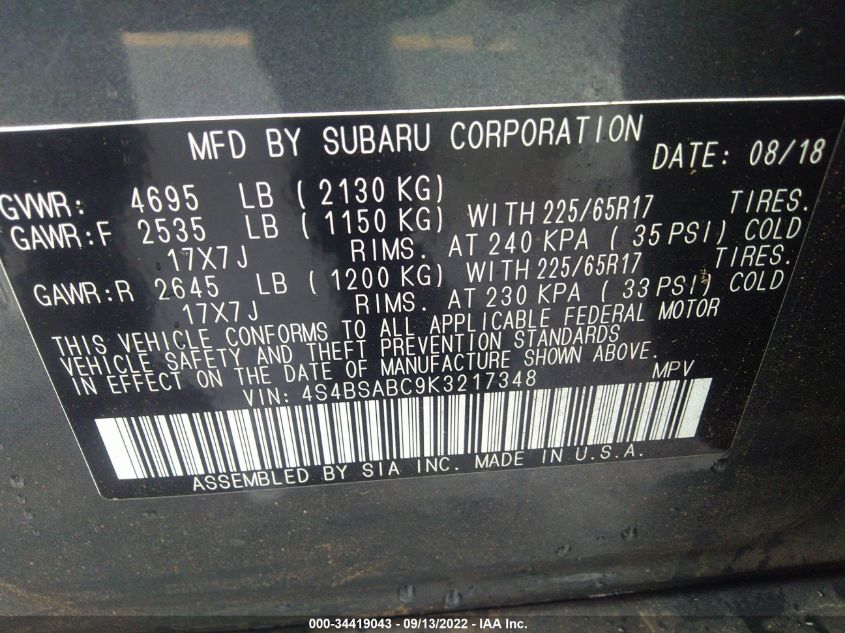 MFD BY SUBARU CORPORATION DATE: 08/18
GVWR: 4695 LB ( 2130 KG)
GAWR:F 2535 LB ( 1150 KG) WITH 225/65R17 TIRES.
17X7J RIMS. AT 240 KPA ( 35 PSI) COLD
GAWR:R 2645 LB ( 1200 KG) WITH 225/65R17 TIRES.
17X7J RIMS. AT 230 KPA ( 33 PSI) COLD
THIS VEHICLE CONFORMS TO ALL APPLICABLE FEDERAL MOTOR
VEHICLE SAFETY AND THEFT PREVENTION STANDARDS
IN EFFECT ON THE DATE OF MANUFACTURE SHOWN ABOVE.
VIN: 4S4BSABC9K3217348 MPV
ASSEMBLED BY SIA INC. MADE IN U.S.A.
000-34419043 - 09/13/2022 - IAA Inc.